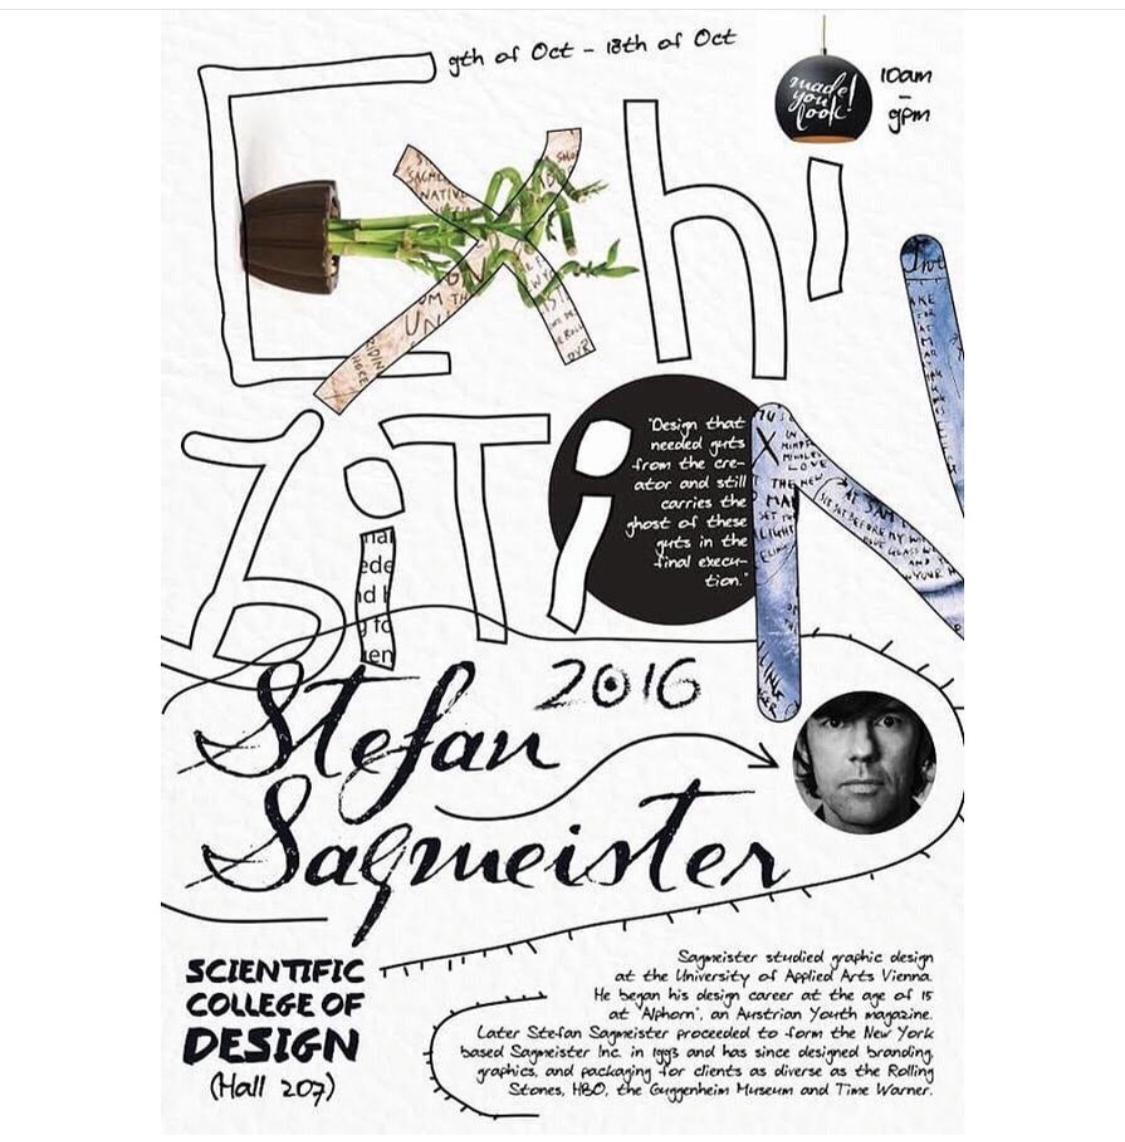 9th of Oct - 18th of Oct
made
you
look!
10am
-
9pm
Exhi
biTiN
"Design that
needed guts
from the cre-
ator and still
carries the
ghost of these
guts in the
final execu-
tion."
2016
Stefan
Sagmeister
SCIENTIFIC
COLLEGE OF
DESIGN
(Hall 207)
Sagmeister studied graphic design
at the University of Applied Arts Vienna.
He began his design career at the age of 15
at "Alphorn", an Austrian Youth magazine.
Later Stefan Sagmeister proceeded to form the New York
based Sagmeister Inc. in 1993 and has since designed branding,
graphics, and packaging for clients as diverse as the Rolling
Stones, HBO, the Guggenheim Museum and Time Warner.